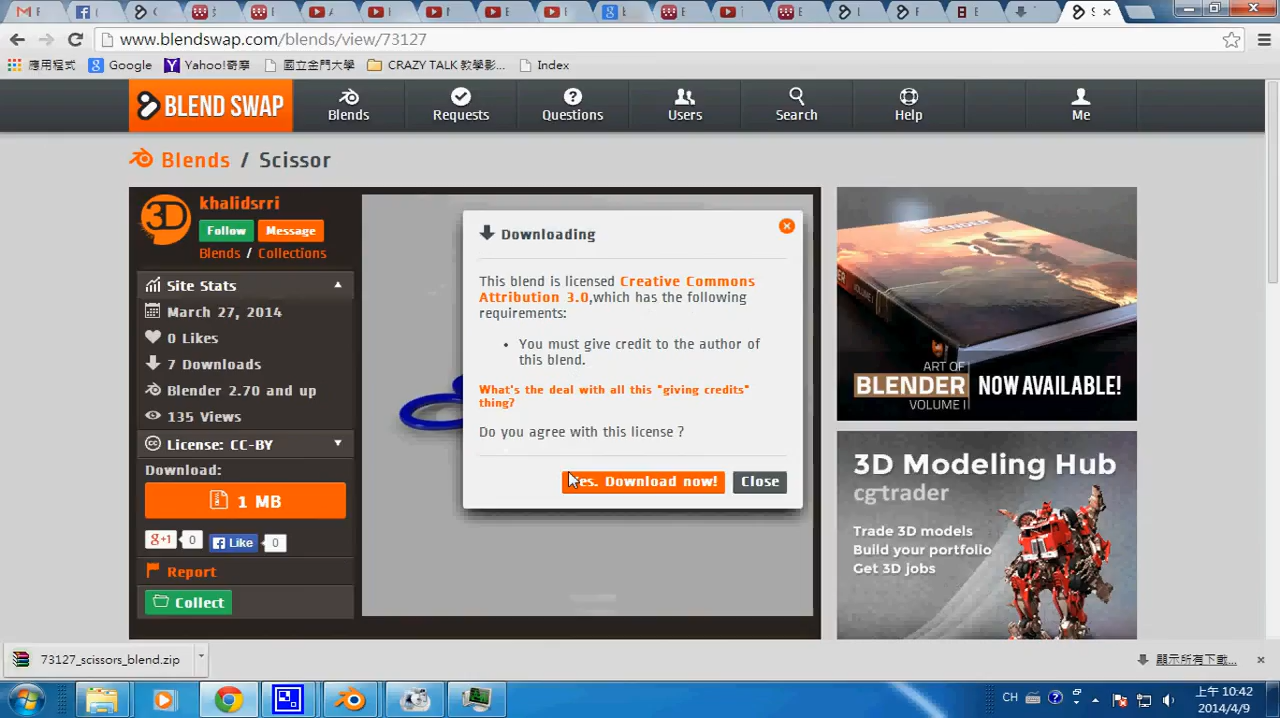 www.blendswap.com/blends/view/73127
應用程式
Google
Yahoo!奇摩
國立金門大學
CRAZY TALK 教學影...
Index
BLEND SWAP
Blends
Requests
Questions
Users
Search
Help
Me
Blends / Scissor
3D
khalidsrri
Follow
Message
Blends / Collections
Site Stats
March 27, 2014
0 Likes
7 Downloads
Blender 2.70 and up
135 Views
License: CC-BY
Download:
1 MB
g+1
0
Like
0
Report
Collect
Downloading
This blend is licensed Creative Commons
Attribution 3.0,which has the following
requirements:
• You must give credit to the author of
this blend.
What's the deal with all this "giving credits"
thing?
Do you agree with this license ?
Download now!
Close
ART OF
BLENDER
VOLUME I
NOW AVAILABLE!
3D Modeling Hub
cgtrader
Trade 3D models
Build your portfolio
Get 3D jobs
73127_scissors_blend.zip
顯示所有下載...
CH
上午 10:42
2014/4/9